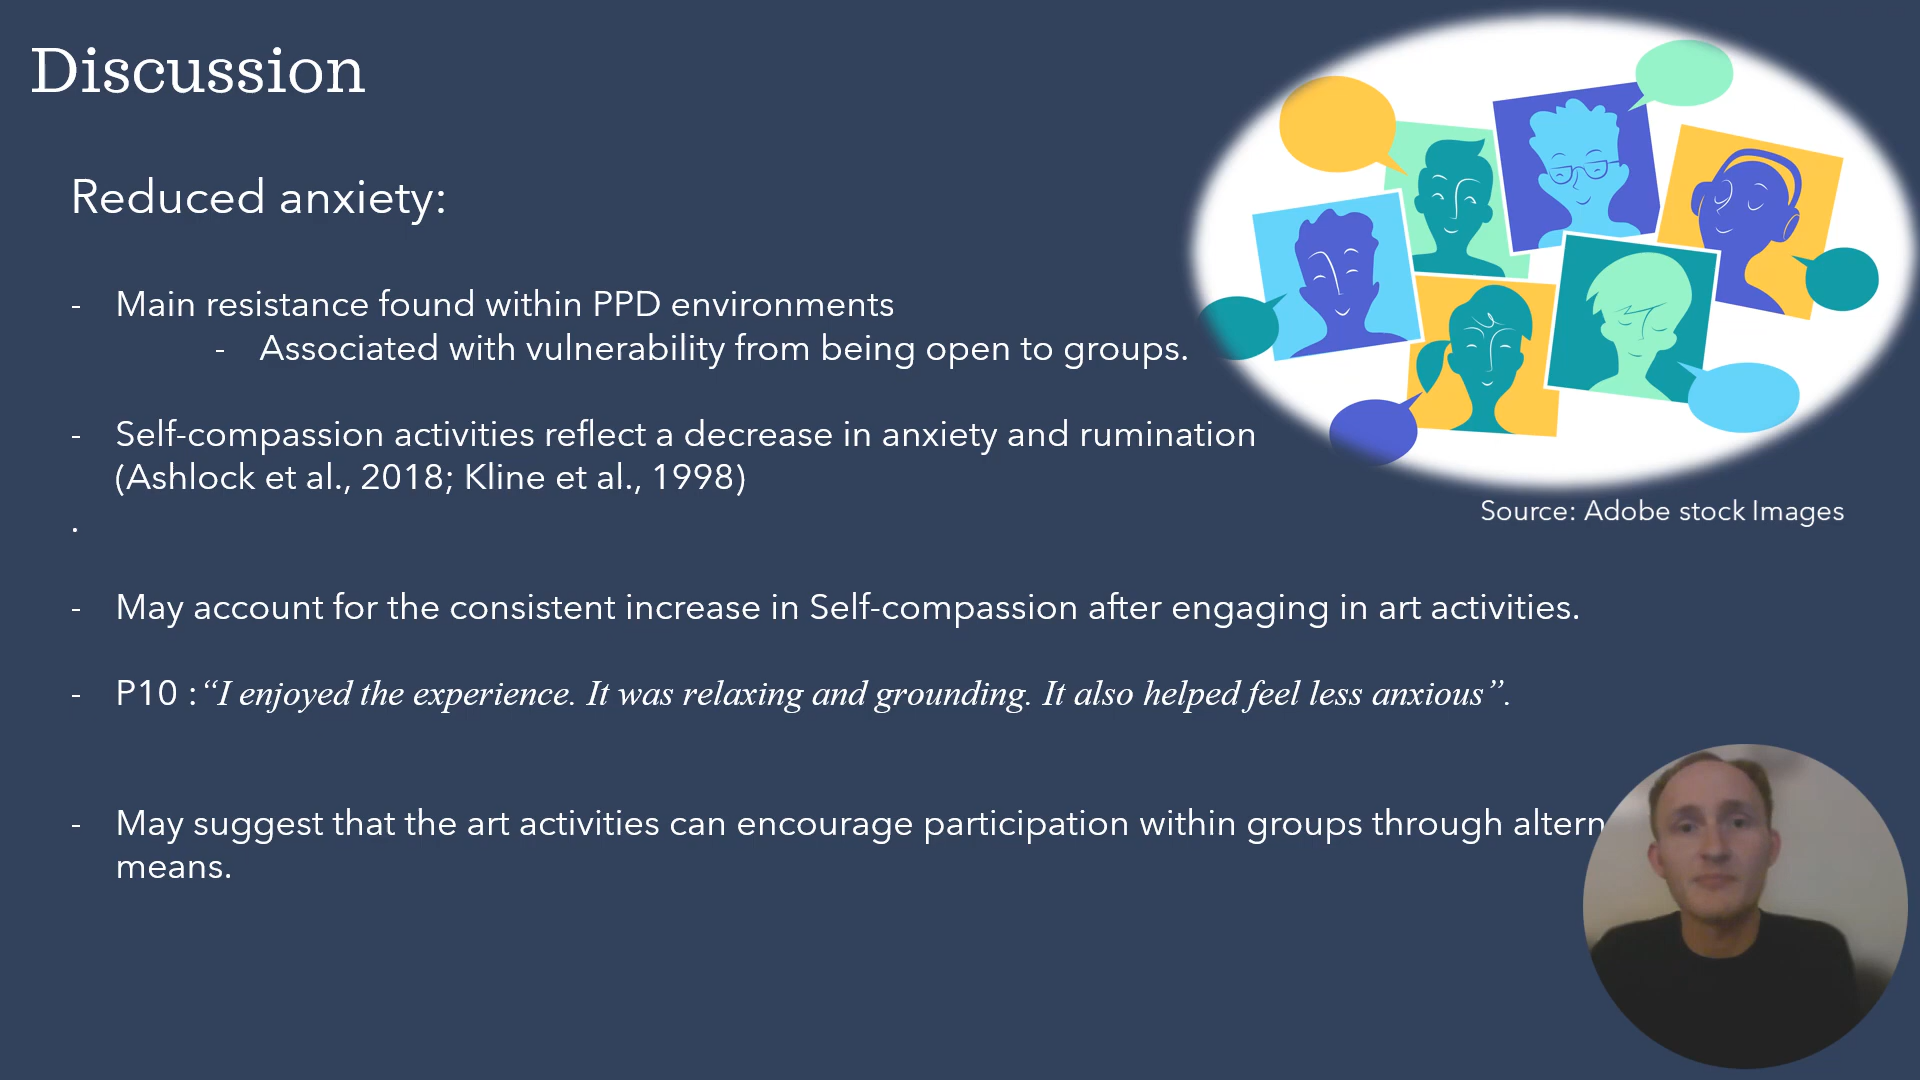 Discussion
Reduced anxiety:
- Main resistance found within PPD environments
- Associated with vulnerability from being open to groups.
- Self-compassion activities reflect a decrease in anxiety and rumination
(Ashlock et al., 2018; Kline et al., 1998)
.
Source: Adobe stock Images
- May account for the consistent increase in Self-compassion after engaging in art activities.
- P10 :“I enjoyed the experience. It was relaxing and grounding. It also helped feel less anxious”.
- May suggest that the art activities can encourage participation within groups through
means.